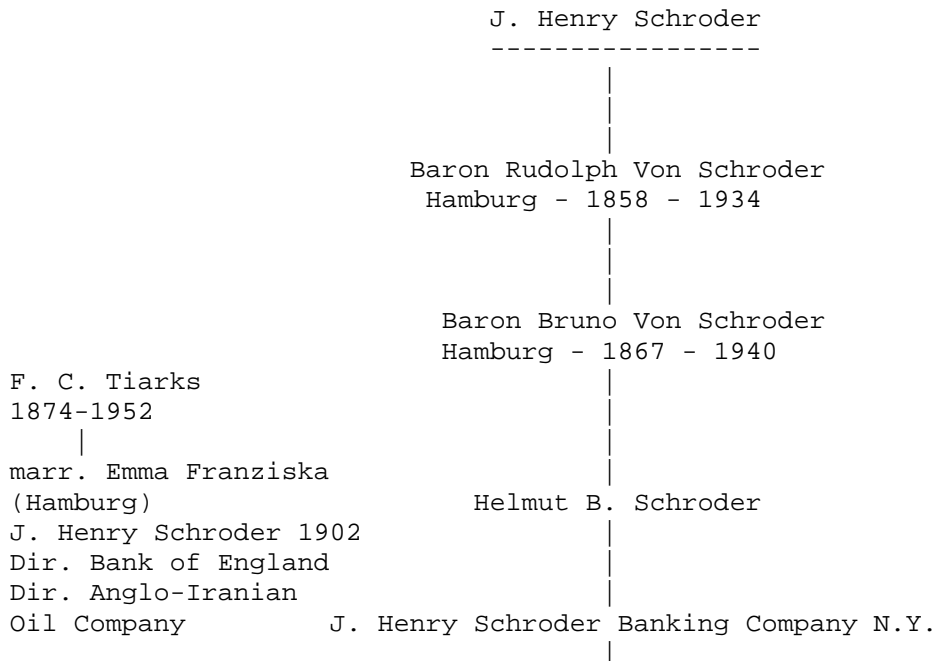 J. Henry Schroder
-----------------
|
|
|
Baron Rudolph Von Schroder
Hamburg - 1858 - 1934
|
|
|
Baron Bruno Von Schroder
Hamburg - 1867 - 1940
F. C. Tiarks |
1874-1952 |
| |
marr. Emma Franziska |
(Hamburg) Helmut B. Schroder
J. Henry Schroder 1902 |
Dir. Bank of England |
Dir. Anglo-Iranian |
Oil Company J. Henry Schroder Banking Company N.Y.
|